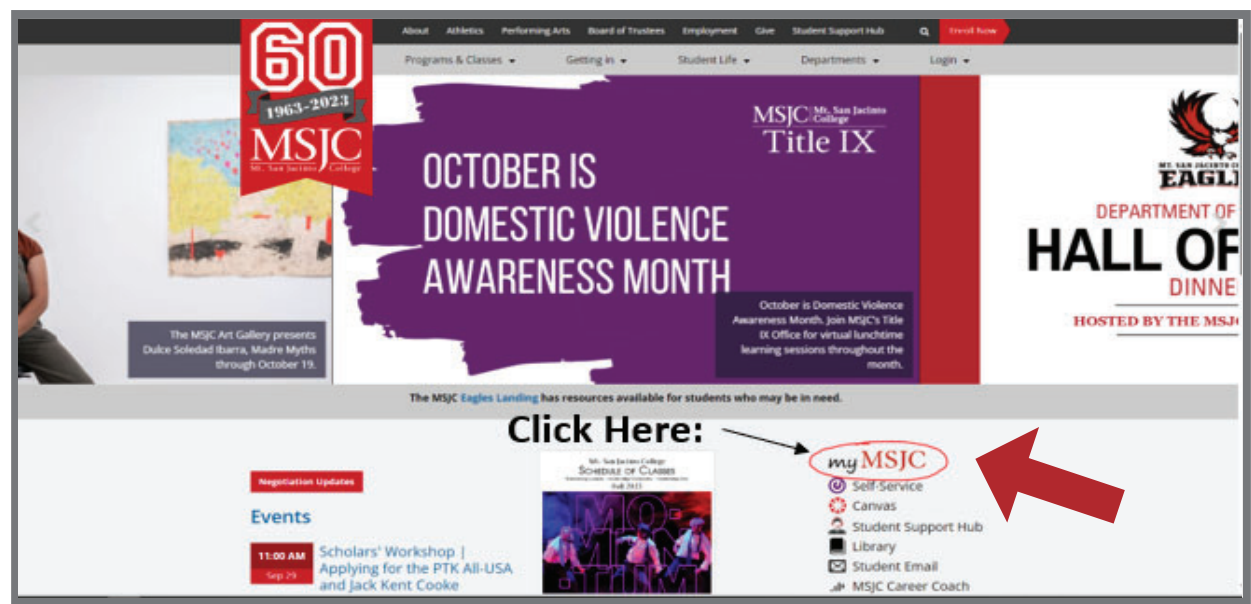 About Athletics Performing Arts Board of Trustees Employment Give Student Support Hub Enroll Now
Programs & Classes Getting in Student Life Departments Login
60
1963-2023
MSJC
Mt. San Jacinto College
MSJC Mt. San Jacinto
College
Title IX
OCTOBER IS
DOMESTIC VIOLENCE
AWARENESS MONTH
October is Domestic Violence
Awareness Month. Join MSJC's Title
IX Office for virtual lunchtime
learning sessions throughout the
month.
The MSJC Art Gallery presents
Dulce Soledad Ibarra, Madre Myths
through October 19.
MT. SAN JACINTO
EAGL
DEPARTMENT OF
HALL OF
DINNE
HOSTED BY THE MSJ
The MSJC Eagles Landing has resources available for students who may be in need.
Click Here:
my MSJC
Self-Service
Canvas
Student Support Hub
Library
Student Email
MSJC Career Coach
Mt. San Jacinto College
SCHEDULE OF CLASSES
Fall 2023
MO-
MEN-
TUM
Negotiation Updates
Events
11:00 AM
Sep 29
Scholars' Workshop |
Applying for the PTK All-USA
and Jack Kent Cooke